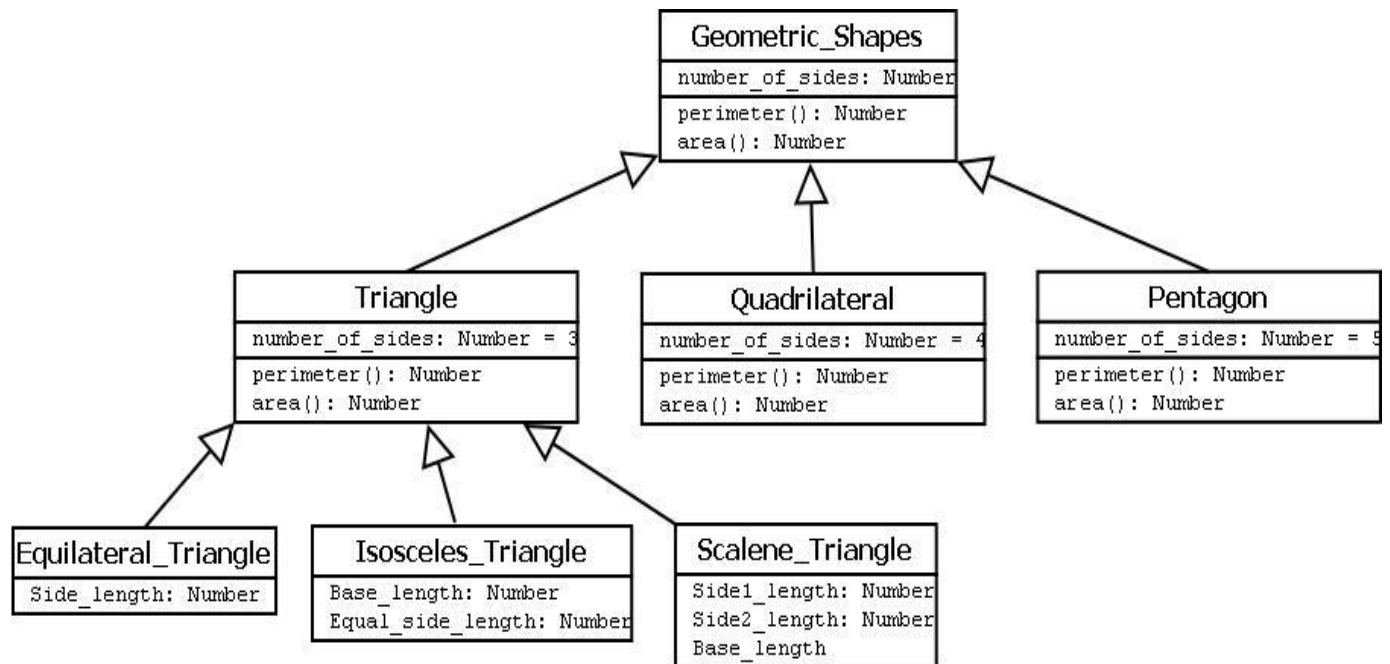 Geometric_Shapes
number_of_sides: Number
perimeter(): Number
area(): Number
Triangle
number_of_sides: Number = 3
perimeter(): Number
area(): Number
Quadrilateral
number_of_sides: Number = 4
perimeter(): Number
area(): Number
Pentagon
number_of_sides: Number = 5
perimeter(): Number
area(): Number
Equilateral_Triangle
Side_length: Number
Isosceles_Triangle
Base_length: Number
Equal_side_length: Number
Scalene_Triangle
Side1_length: Number
Side2_length: Number
Base_length